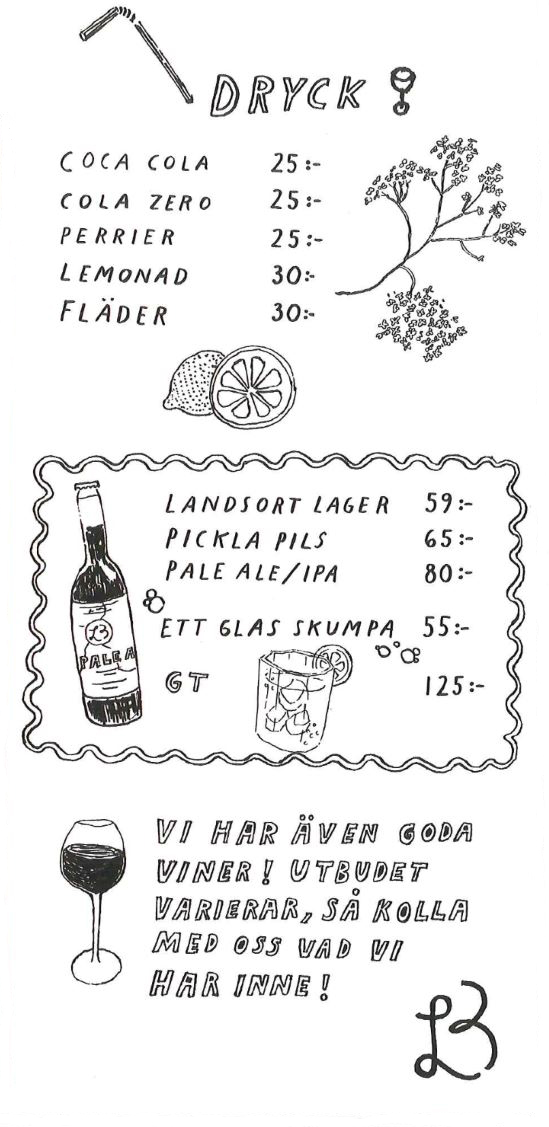 DRYCK!
COCA COLA 25:-
COLA ZERO 25:-
PERRIER 25:-
LEMONAD 30:-
FLÄDER 30:-
LANDSORT LAGER 59:-
PICKLA PILS 65:-
PALE ALE/IPA 80:-
ETT GLAS SKUMPA 55:-
GT 125:-
LB
PALE A
VI HAR ÄVEN GODA
VINER! UTBUDET
VARIERAR, SÅ KOLLA
MED OSS VAD VI
HAR INNE!
LB